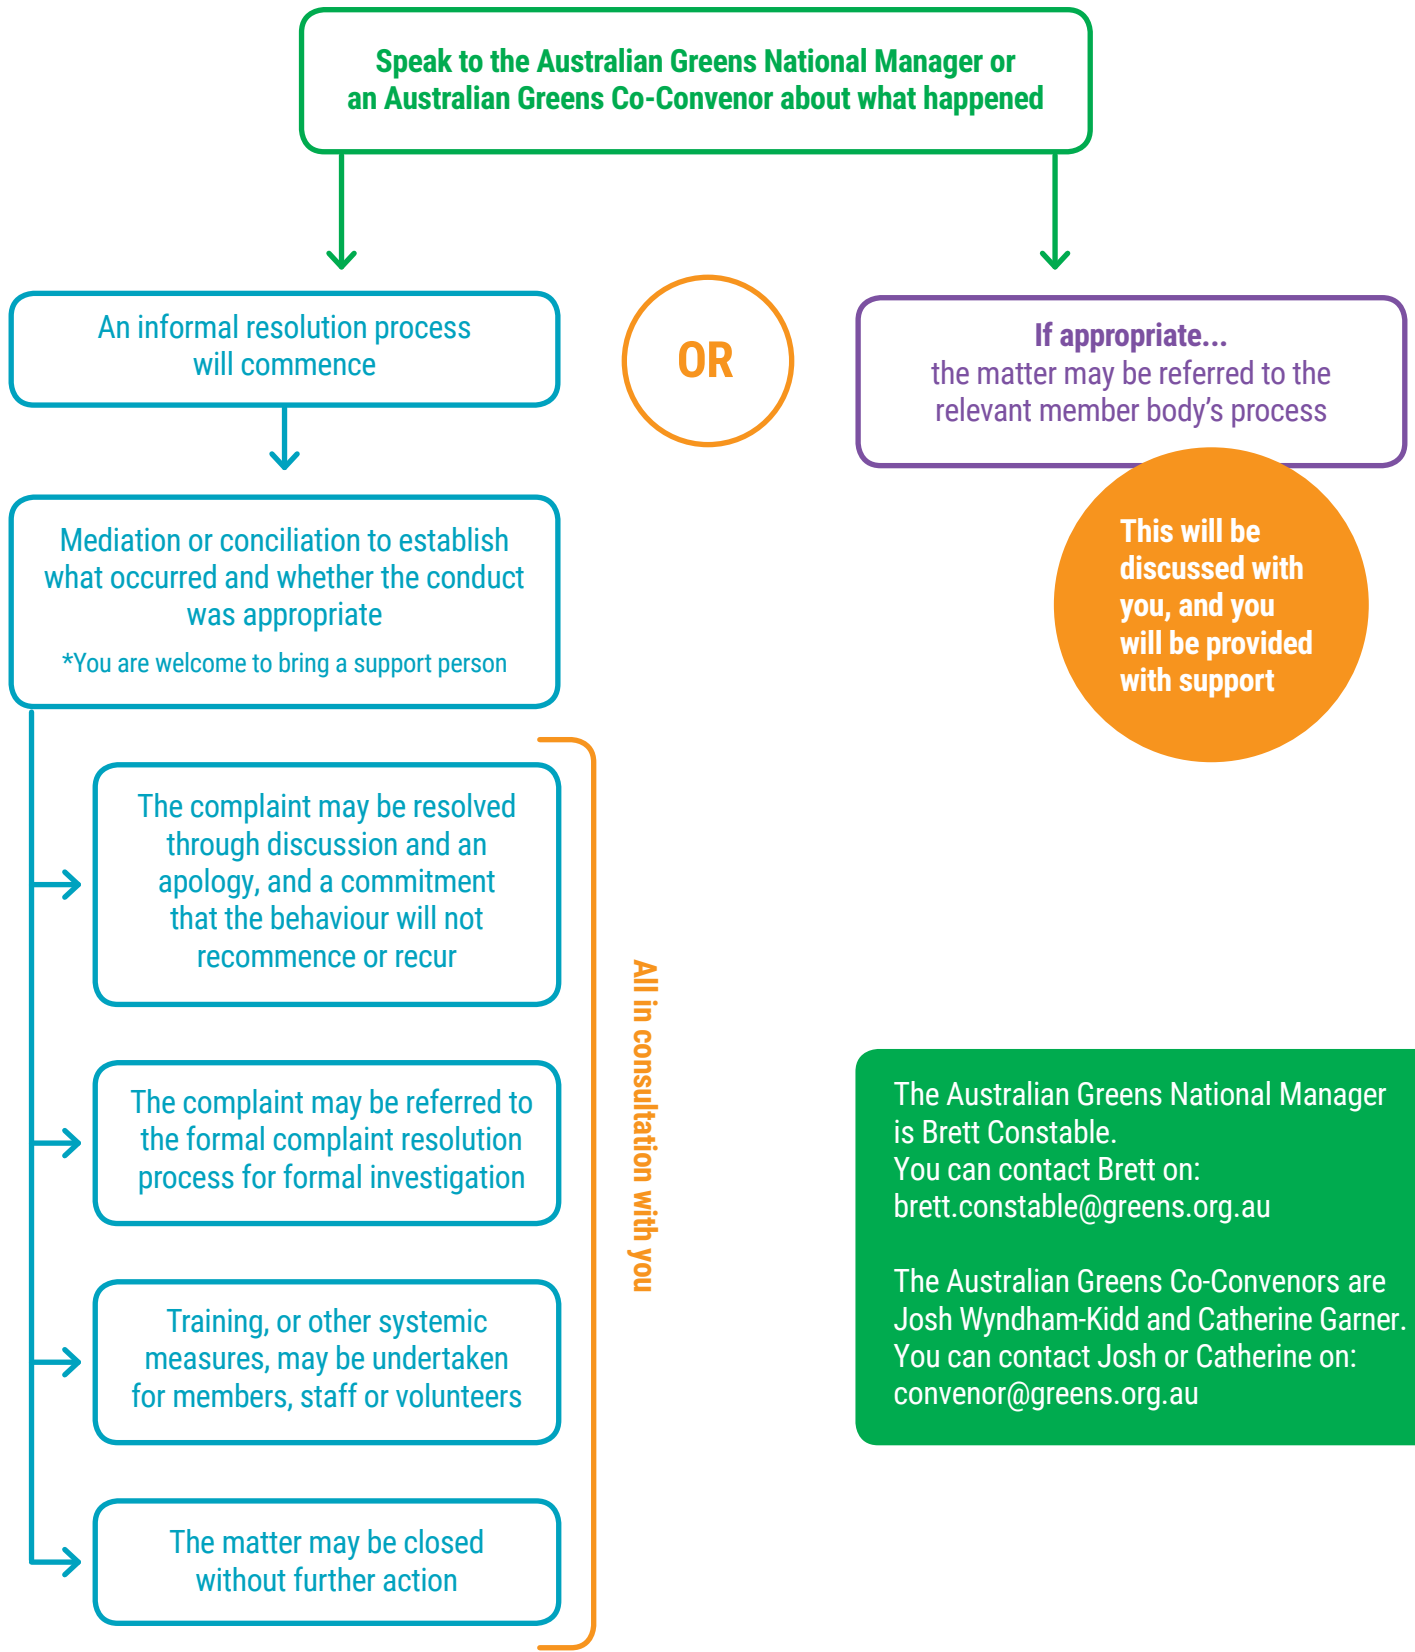 Speak to the Australian Greens National Manager or
an Australian Greens Co-Convenor about what happened
An informal resolution process
will commence
OR
If appropriate...
the matter may be referred to the
relevant member body’s process
This will be
discussed with
you, and you
will be provided
with support
Mediation or conciliation to establish
what occurred and whether the conduct
was appropriate
*You are welcome to bring a support person
The complaint may be resolved
through discussion and an
apology, and a commitment
that the behaviour will not
recommence or recur
The complaint may be referred to
the formal complaint resolution
process for formal investigation
Training, or other systemic
measures, may be undertaken
for members, staff or volunteers
The matter may be closed
without further action
All in consultation with you
The Australian Greens National Manager
is Brett Constable.
You can contact Brett on:
brett.constable@greens.org.au
The Australian Greens Co-Convenors are
Josh Wyndham-Kidd and Catherine Garner.
You can contact Josh or Catherine on:
convenor@greens.org.au